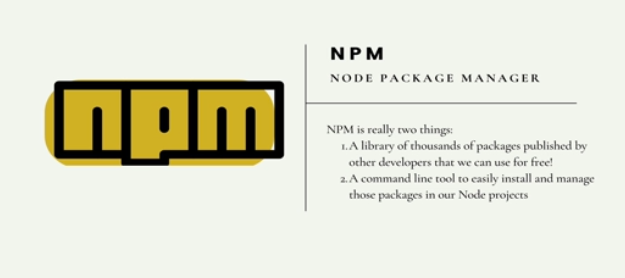 npm
NPM
NODE PACKAGE MANAGER
NPM is really two things:
1. A library of thousands of packages published by
other developers that we can use for free!
2. A command line tool to easily install and manage
those packages in our Node projects